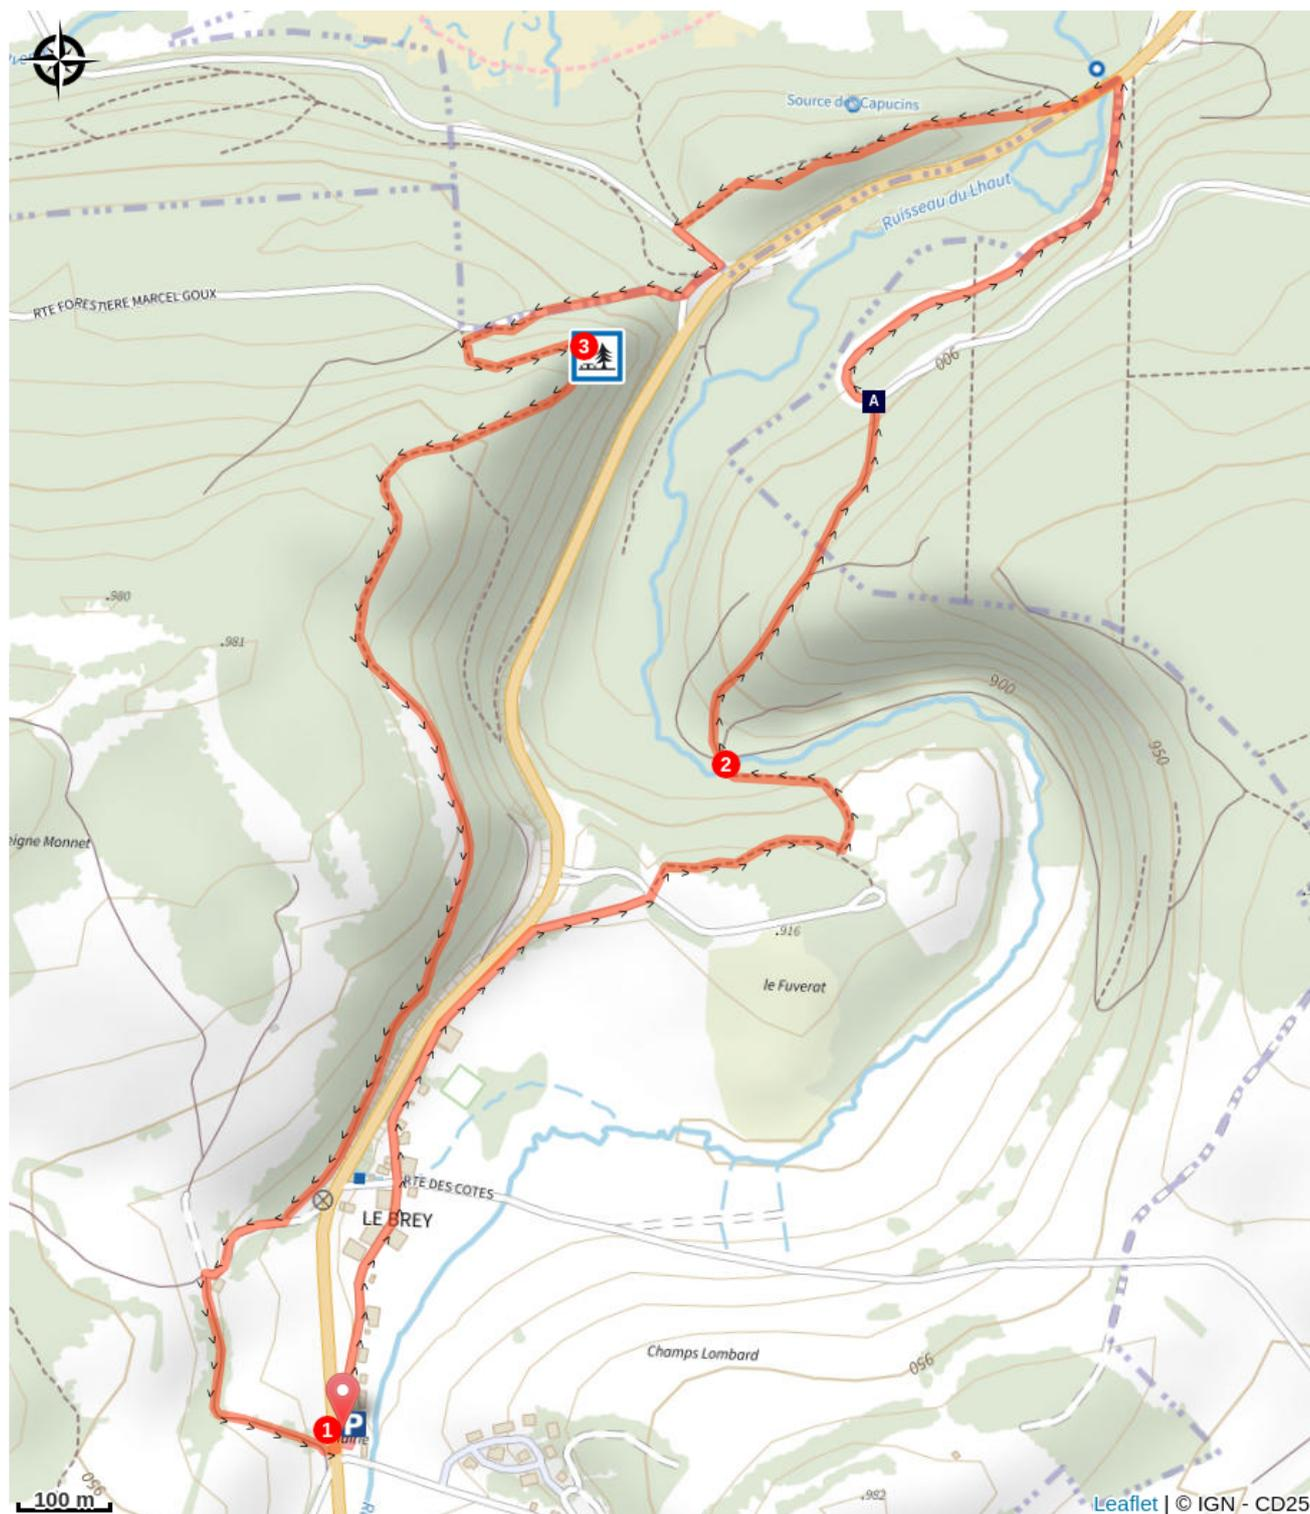 Source des Capucins
Ruisseau du Lhaut
RTE FORESTIERE MARCEL GOUX
3
A
900
980
981
900
2
950
eigne Monnet
916
le Fuverat
RTE DES COTES
LE BREY
Champs Lombard
950
1
P
950
100 m
982
Leaflet | © IGN - CD25